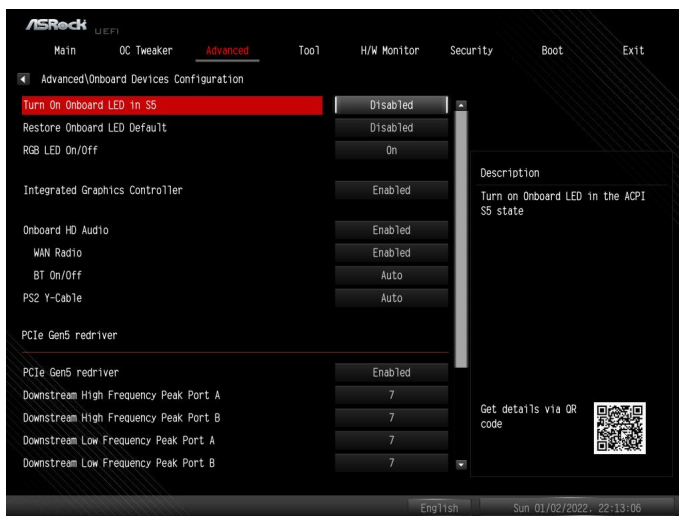 ASRock UEFI
Main OC Tweaker Advanced Tool H/W Monitor Security Boot Exit
Advanced\Onboard Devices Configuration
Turn On Onboard LED in S5 Disabled
Restore Onboard LED Default Disabled
RGB LED On/Off On
Description
Integrated Graphics Controller Enabled
Turn on Onboard LED in the ACPI
S5 state
Onboard HD Audio Enabled
WAN Radio Enabled
BT On/Off Auto
PS2 Y-Cable Auto
PCIe Gen5 redriver
PCIe Gen5 redriver Enabled
Downstream High Frequency Peak Port A 7
Downstream High Frequency Peak Port B 7
Get details via QR
code
Downstream Low Frequency Peak Port A 7
Downstream Low Frequency Peak Port B 7
English Sun 01/02/2022. 22:13:06